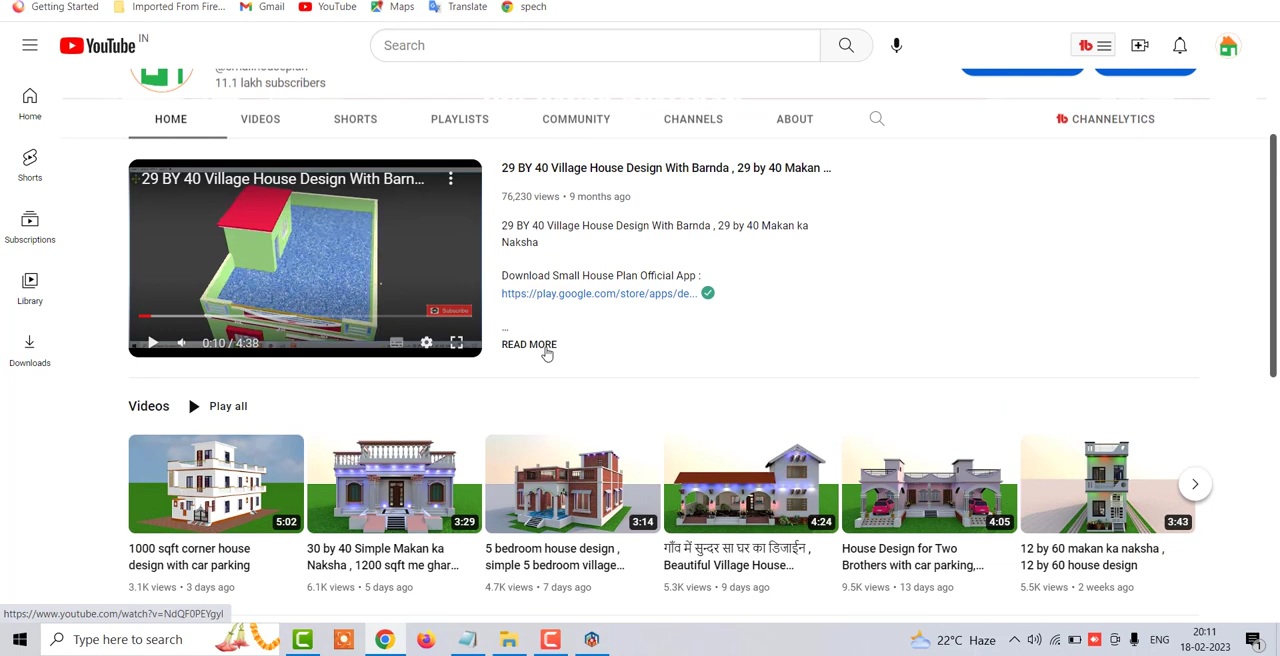 Getting Started
Imported From Fire...
Gmail
YouTube
Maps
Translate
spech
YouTube IN
Search
11.1 lakh subscribers
HOME
VIDEOS
SHORTS
PLAYLISTS
COMMUNITY
CHANNELS
ABOUT
tb CHANNELYTICS
Home
Shorts
Subscriptions
Library
Downloads
29 BY 40 Village House Design With Barn...
Subscribe
0:10 / 4:38
29 BY 40 Village House Design With Barnda , 29 by 40 Makan ...
76,230 views • 9 months ago
29 BY 40 Village House Design With Barnda , 29 by 40 Makan ka
Naksha
Download Small House Plan Official App :
https://play.google.com/store/apps/de...
...
READ MORE
Videos
Play all
5:02
3:29
3:14
4:24
4:05
3:43
1000 sqft corner house
design with car parking
3.1K views • 3 days ago
30 by 40 Simple Makan ka
Naksha , 1200 sqft me ghar...
6.1K views • 5 days ago
5 bedroom house design ,
simple 5 bedroom village...
4.7K views • 7 days ago
गाँव में सुन्दर सा घर का डिजाईन ,
Beautiful Village House...
5.3K views • 9 days ago
House Design for Two
Brothers with car parking,...
9.5K views • 13 days ago
12 by 60 makan ka naksha ,
12 by 60 house design
5.5K views • 2 weeks ago
https://www.youtube.com/watch?v=NdQF0PEYgyI
Type here to search
22°C Haze
ENG
20:11
18-02-2023
1